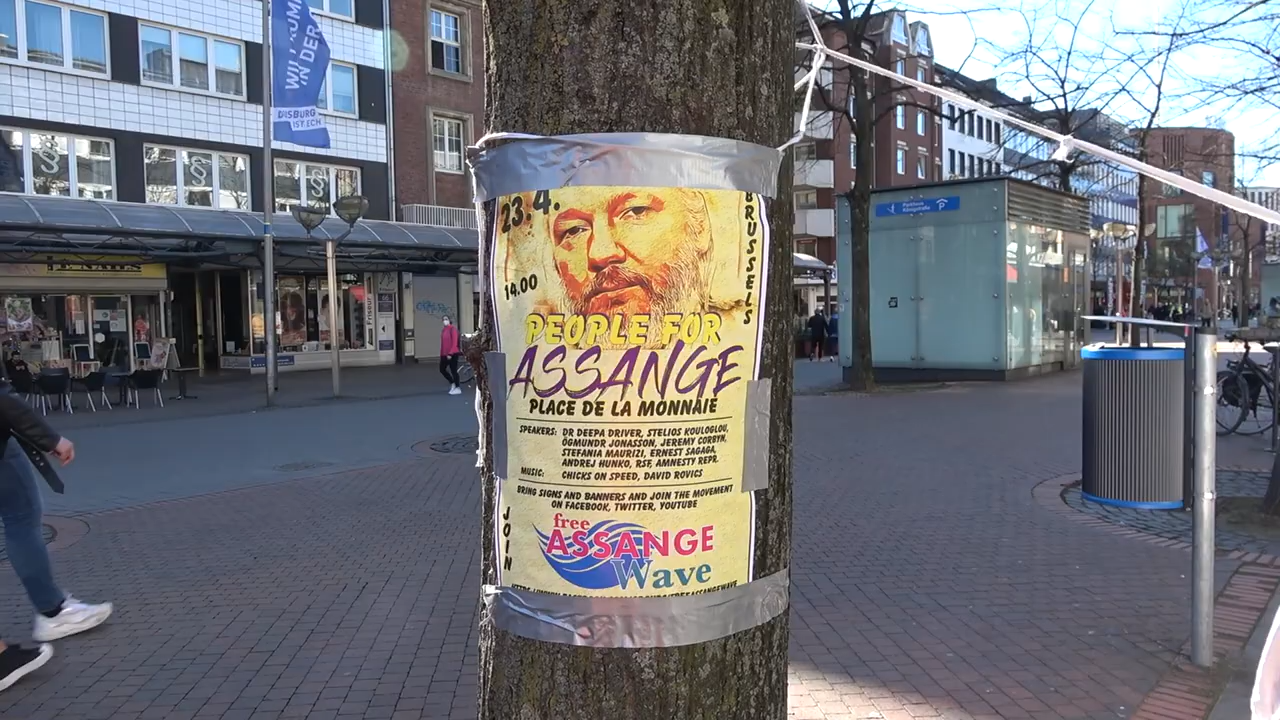 WILLKOMM
IN DER
DUISBURG
IST ECHT
23.4.
14.00
BRUSSELS
PEOPLE FOR
ASSANGE
PLACE DE LA MONNAIE
SPEAKERS: DR DEEPA DRIVER, STELIOS KOULOGLOU,
ÖGMUNDR JONASSON, JEREMY CORBYN,
STEFANIA MAURIZI, ERNEST SAGAGA,
ANDREJ HUNKO, RSF, AMNESTY REPR.
MUSIC: CHICKS ON SPEED, DAVID ROVICS
BRING SIGNS AND BANNERS AND JOIN THE MOVEMENT
ON FACEBOOK, TWITTER, YOUTUBE
JOIN
free
ASSANGE
Wave
Parkhaus
Königstraße
P
Friseur